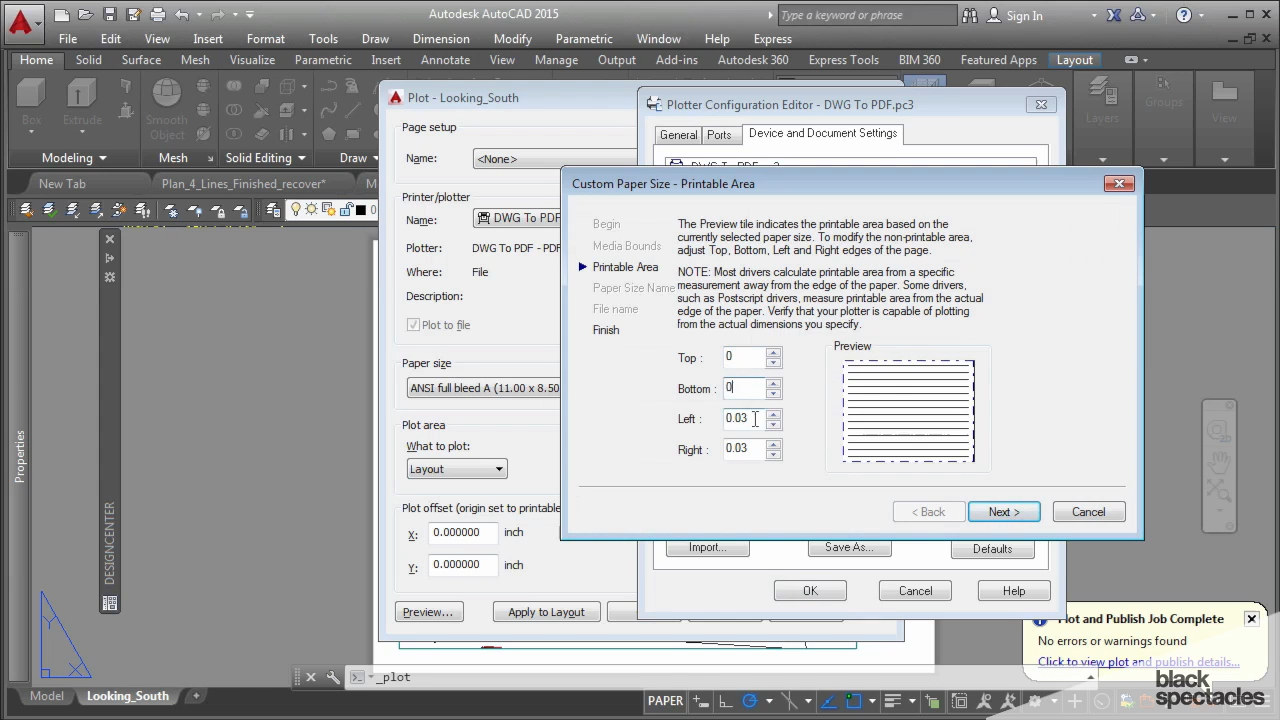 Autodesk AutoCAD 2015
Type a keyword or phrase
Sign In
File Edit View Insert Format Tools Draw Dimension Modify Parametric Window Help Express
Home Solid Surface Mesh Visualize Parametric Insert Annotate View Manage Output Add-ins Autodesk 360 Express Tools BIM 360 Featured Apps Layout
Box Extrude Smooth Object
Layers Groups View
Modeling Mesh Solid Editing Draw
New Tab Plan_4_Lines_Finished_recover*
0
Plot - Looking_South
Page setup
Name: <None>
Printer/plotter
Name: DWG To PDF
Plotter: DWG To PDF - PDF
Where: File
Description:
Plot to file
Paper size
ANSI full bleed A (11.00 x 8.50
Plot area
What to plot:
Layout
Plot offset (origin set to printable
X: 0.000000 inch
Y: 0.000000 inch
Preview... Apply to Layout
Plotter Configuration Editor - DWG To PDF.pc3
General Ports Device and Document Settings
Import... Save As... Defaults
OK Cancel Help
Custom Paper Size - Printable Area
Begin
Media Bounds
Printable Area
Paper Size Name
File name
Finish
The Preview tile indicates the printable area based on the
currently selected paper size. To modify the non-printable area,
adjust Top, Bottom, Left and Right edges of the page.
NOTE: Most drivers calculate printable area from a specific
measurement away from the edge of the paper. Some drivers,
such as Postscript drivers, measure printable area from the actual
edge of the paper. Verify that your plotter is capable of plotting
from the actual dimensions you specify.
Top : 0
Bottom : 0
Left : 0.03
Right : 0.03
Preview
< Back Next > Cancel
Properties
DESIGNCENTER
Y
X
Plot and Publish Job Complete
No errors or warnings found
Click to view plot and publish details...
_plot
Model Looking_South
PAPER
black
spectacles